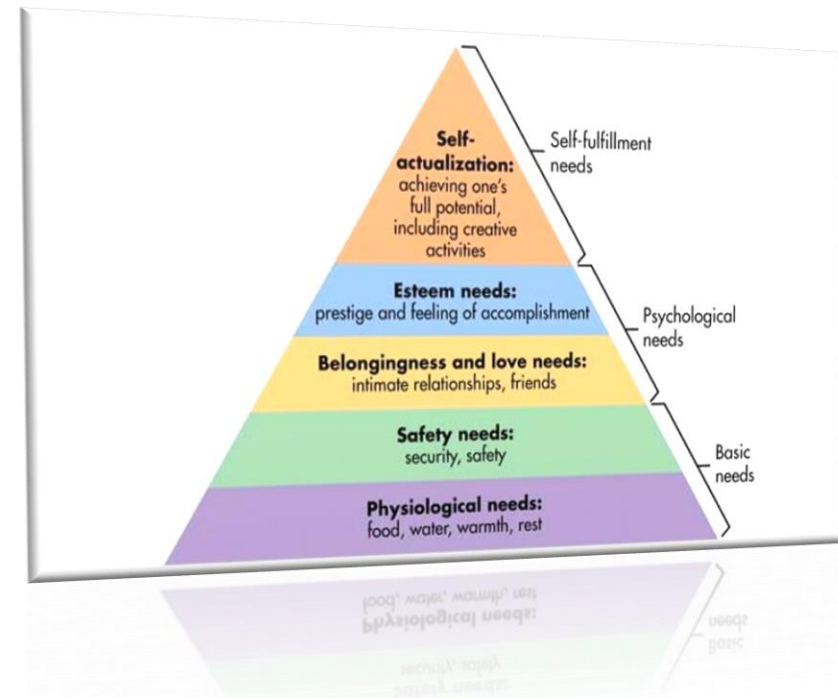 Self-
actualization:
achieving one's
full potential,
including creative
activities
Self-fulfillment
needs
Esteem needs:
prestige and feeling of accomplishment
Psychological
needs
Belongingness and love needs:
intimate relationships, friends
Safety needs:
security, safety
Basic
needs
Physiological needs:
food, water, warmth, rest